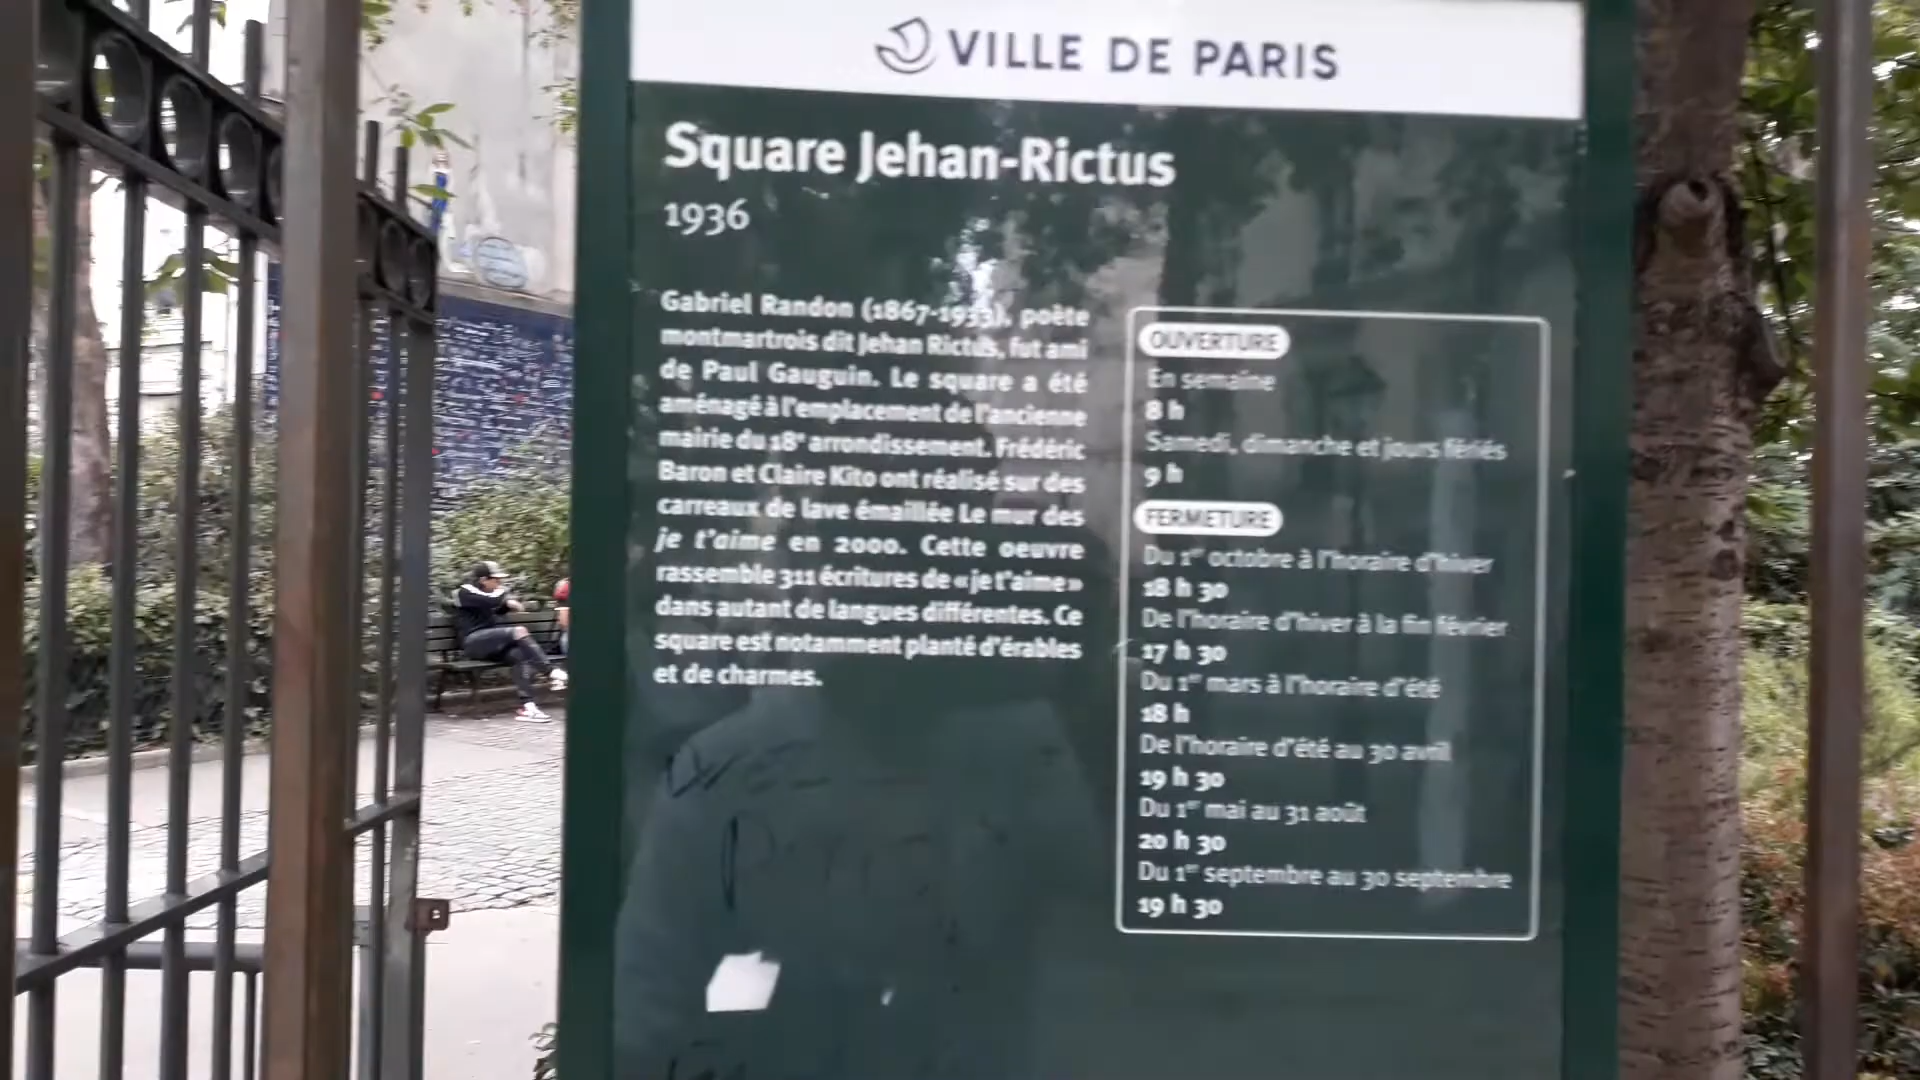 VILLE DE PARIS
Square Jehan-Rictus
1936
Gabriel Randon (1867-1933), poète
montmartrois dit Jehan Rictus, fut ami
de Paul Gauguin. Le square a été
aménagé à l'emplacement de l'ancienne
mairie du 18e arrondissement. Frédéric
Baron et Claire Kito ont réalisé sur des
carreaux de lave émaillée Le mur des
je t'aime en 2000. Cette oeuvre
rassemble 311 écritures de «je t'aime»
dans autant de langues différentes. Ce
square est notamment planté d'érables
et de charmes.
OUVERTURE
En semaine
8 h
Samedi, dimanche et jours fériés
9 h
FERMETURE
Du 1er octobre à l'horaire d'hiver
18 h 30
De l'horaire d'hiver à la fin février
17 h 30
Du 1er mars à l'horaire d'été
18 h
De l'horaire d'été au 30 avril
19 h 30
Du 1er mai au 31 août
20 h 30
Du 1er septembre au 30 septembre
19 h 30